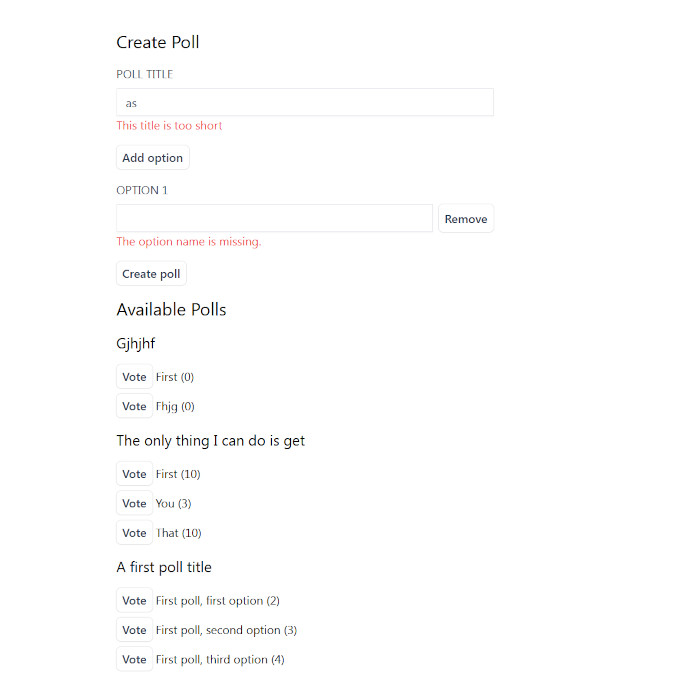 Create Poll
POLL TITLE
as
This title is too short
Add option
OPTION 1
Remove
The option name is missing.
Create poll
Available Polls
Gjhjhf
Vote First (0)
Vote Fhjg (0)
The only thing I can do is get
Vote First (10)
Vote You (3)
Vote That (10)
A first poll title
Vote First poll, first option (2)
Vote First poll, second option (3)
Vote First poll, third option (4)